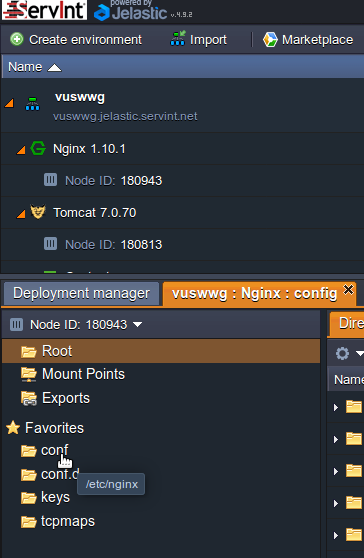 ServInt
powered by
Jelastic v.4.9.2
Create environment Import Marketplace
Name
vuswwg
vuswwg.jelastic.servint.net
Nginx 1.10.1
Node ID: 180943
Tomcat 7.0.70
Node ID: 180813
Deployment manager vuswwg : Nginx : config
Node ID: 180943
Dire
Root
Mount Points
Name
Exports
Favorites
conf
conf.d
/etc/nginx
keys
tcpmaps